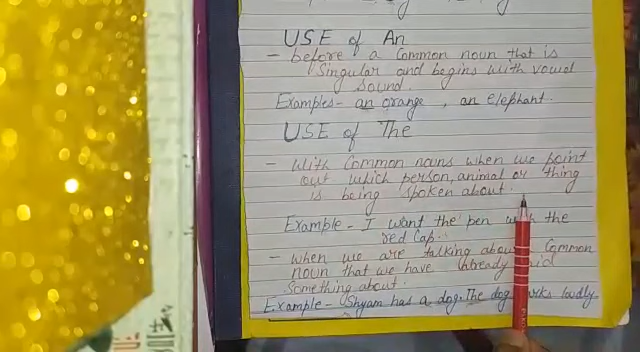 USE of An
- before a Common noun that is
Singular and begins with vowel
Sound.
Examples - an orange, an elephant.
USE of The
- With Common nouns when we point
out which person, animal or thing
is being spoken about.
Example - I want the pen with the
red Cap.
- when we are talking about Common
noun that we have already said
Something about.
Example - Shyam has a dog. The dog barks loudly.